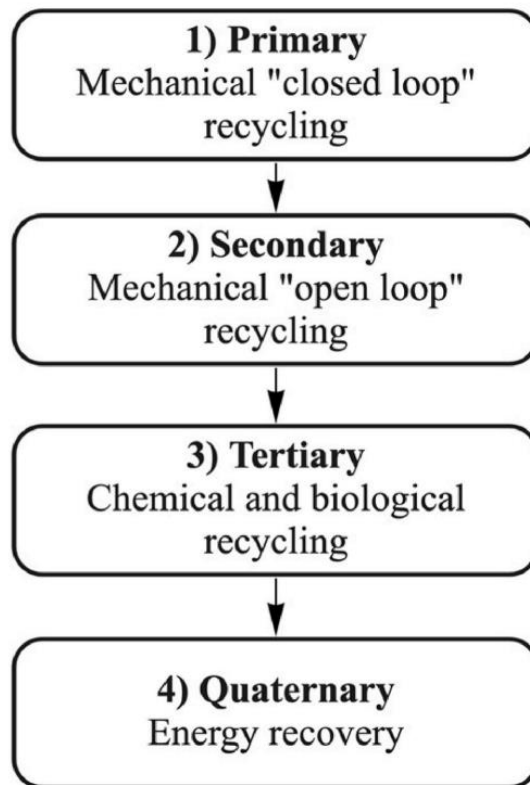 1) Primary
Mechanical "closed loop"
recycling
2) Secondary
Mechanical "open loop"
recycling
3) Tertiary
Chemical and biological
recycling
4) Quaternary
Energy recovery